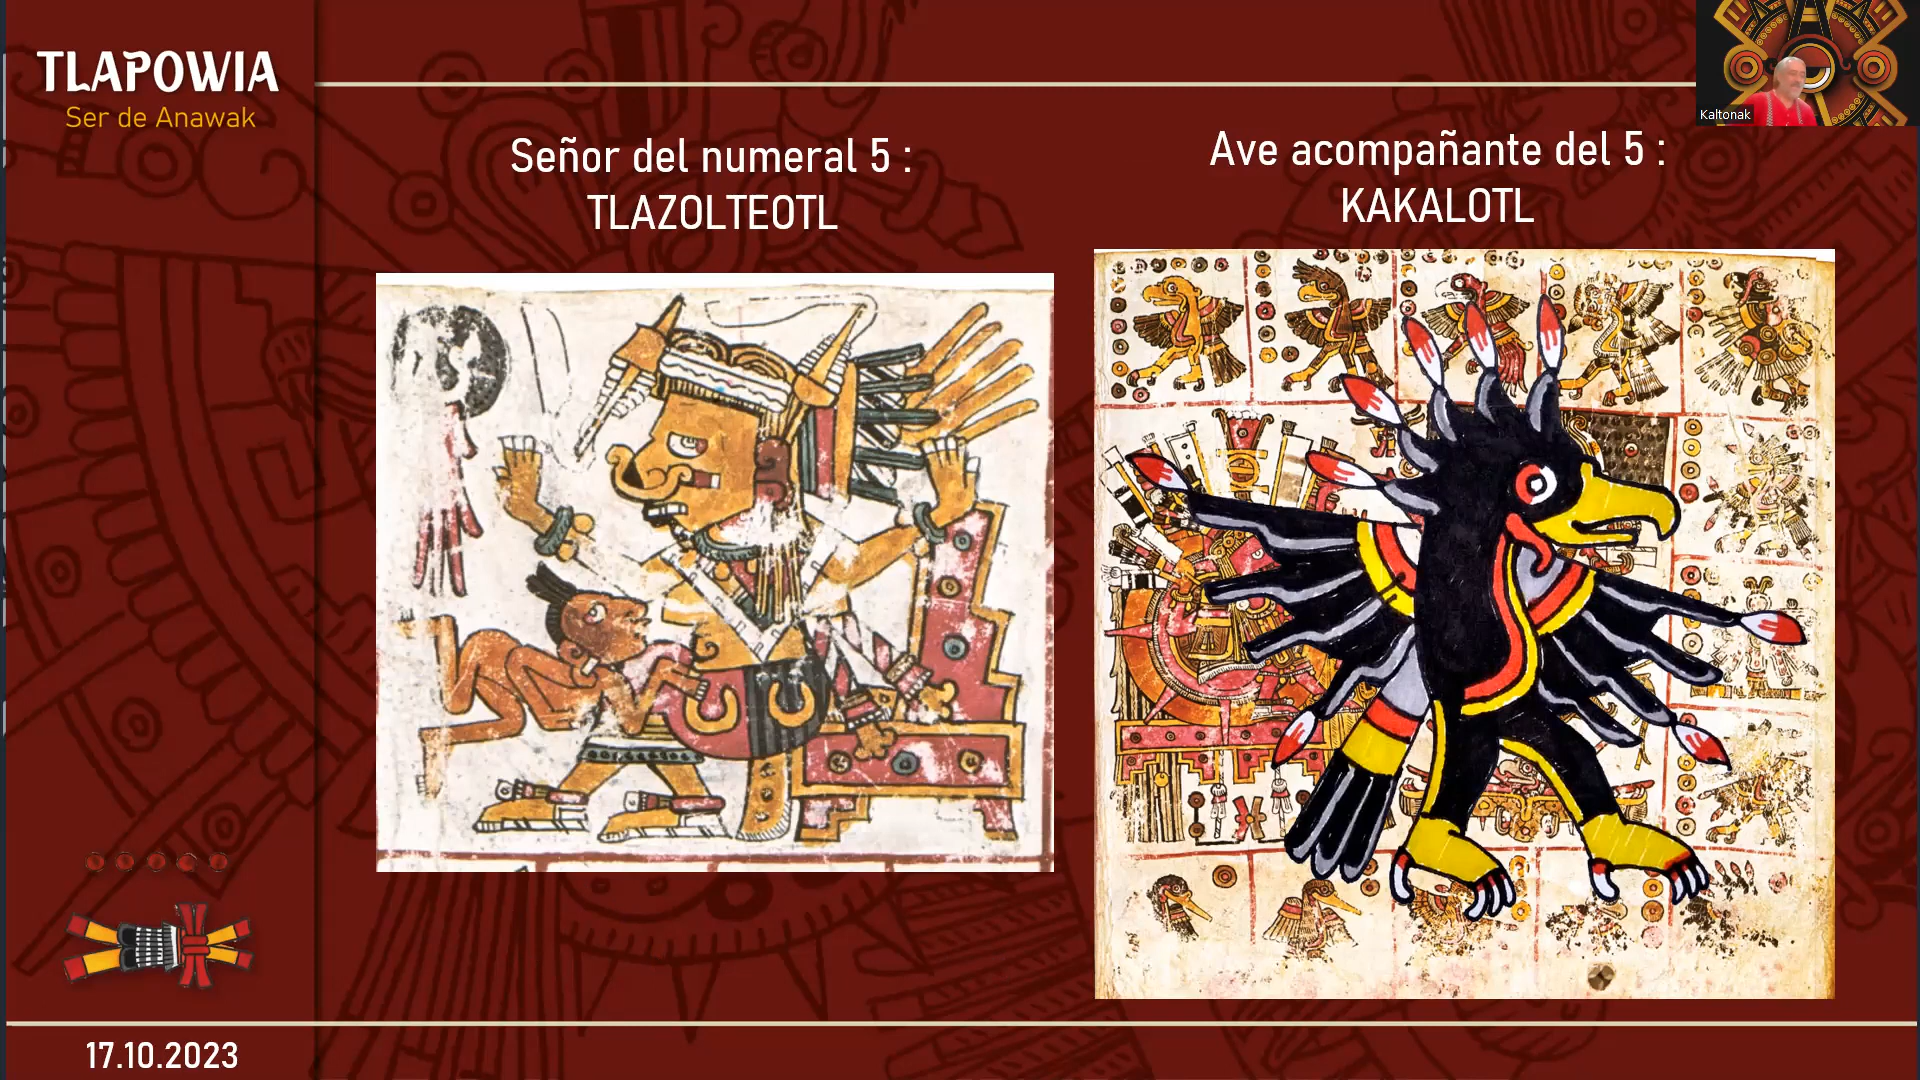 TLAPOWIA
Ser de Anawak
Señor del numeral 5 :
TLAZOLTEOTL
Ave acompañante del 5 :
KAKALOTL
Kaltonak
17.10.2023